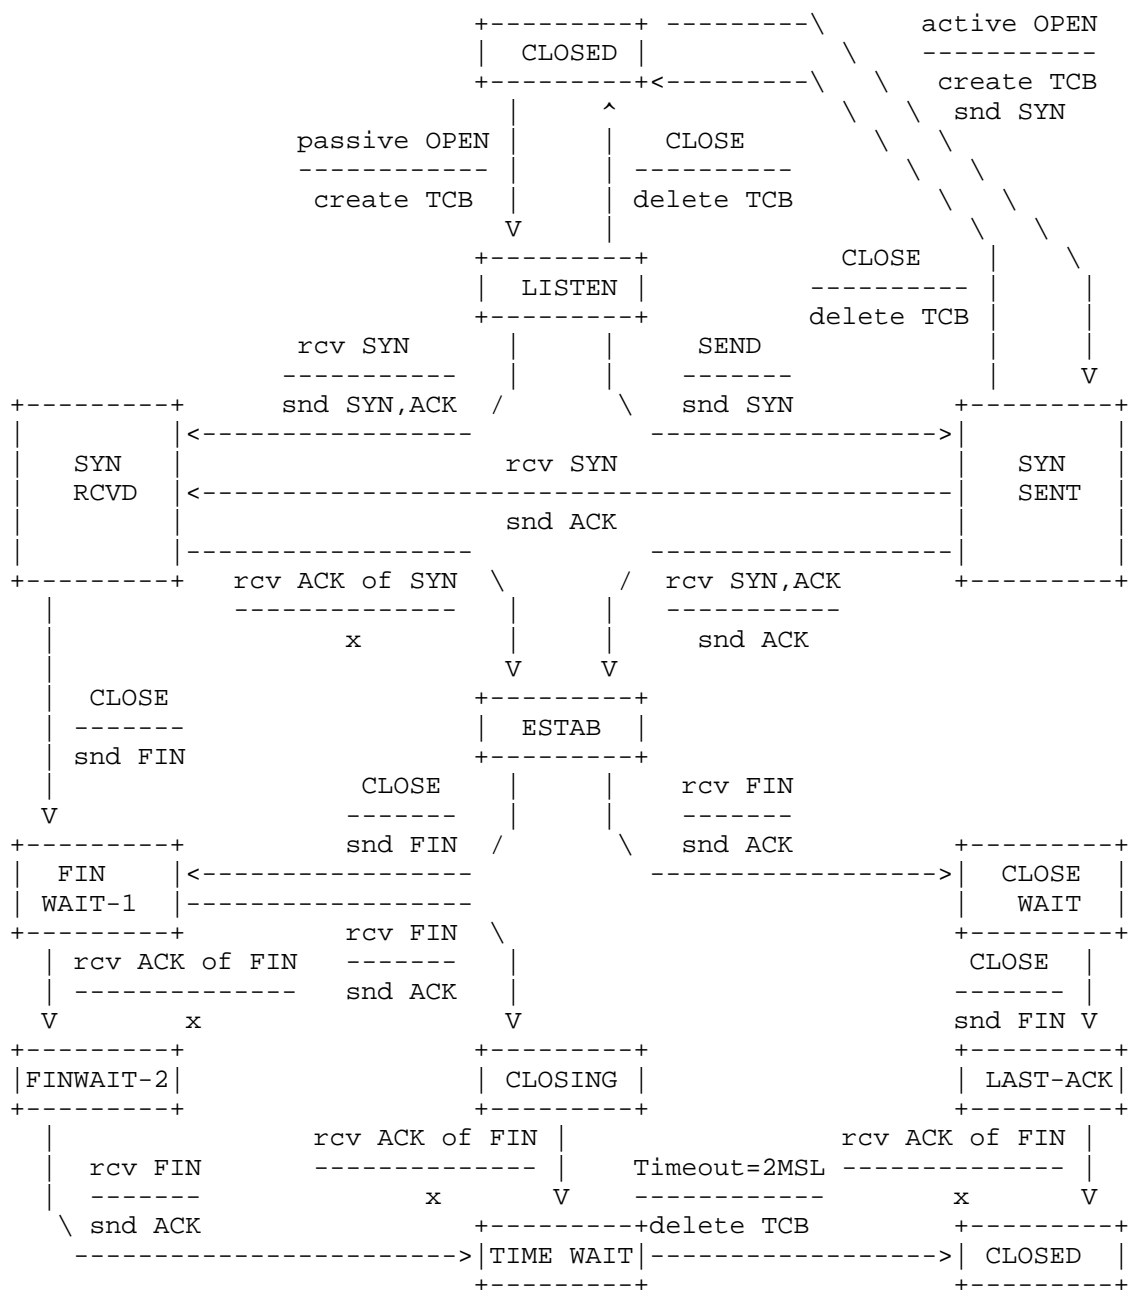 +---------+ ---------\      active OPEN
                              |  CLOSED |            \    -----------
                              +---------+<---------\   \   create TCB
                                |     ^              \   \  snd SYN
                   passive OPEN |     |   CLOSE        \   \
                   ------------ |     | ----------       \   \
                    create TCB  |     | delete TCB         \   \
                                V     |                      \   \
                              +---------+            CLOSE    |    \
                              |  LISTEN |          ---------- |     |
                              +---------+          delete TCB |     |
                   rcv SYN      |     |     SEND              |     |
                  -----------   |     |    -------            |     V
+---------+      snd SYN,ACK  /       \   snd SYN          +---------+
|         |<-----------------           ------------------>|         |
|   SYN   |                    rcv SYN                     |   SYN   |
|   RCVD  |<-----------------------------------------------|   SENT  |
|         |                    snd ACK                     |         |
|         |------------------           -------------------|         |
+---------+   rcv ACK of SYN  \       /  rcv SYN,ACK       +---------+
  |           --------------   |     |   -----------
  |                  x         |     |     snd ACK
  |                            V     V
  |  CLOSE                   +---------+
  | -------                  |  ESTAB  |
  | snd FIN                  +---------+
  |                   CLOSE    |     |    rcv FIN
  V                  -------   |     |    -------
+---------+          snd FIN  /       \   snd ACK          +---------+
|  FIN    |<-----------------           ------------------>|  CLOSE  |
| WAIT-1  |------------------                              |   WAIT  |
+---------+          rcv FIN  \                            +---------+
  | rcv ACK of FIN   -------   |                            CLOSE  |
  | --------------   snd ACK   |                           ------- |
  V        x                   V                           snd FIN V
+---------+                  +---------+                   +---------+
|FINWAIT-2|                  | CLOSING |                   | LAST-ACK|
+---------+                  +---------+                   +---------+
  |                rcv ACK of FIN |                 rcv ACK of FIN |
  |  rcv FIN       -------------- |    Timeout=2MSL -------------- |
  |  -------              x       V    ------------        x       V
   \ snd ACK                 +---------+delete TCB         +---------+
    ------------------------>|TIME WAIT|------------------>| CLOSED  |
                             +---------+                   +---------+